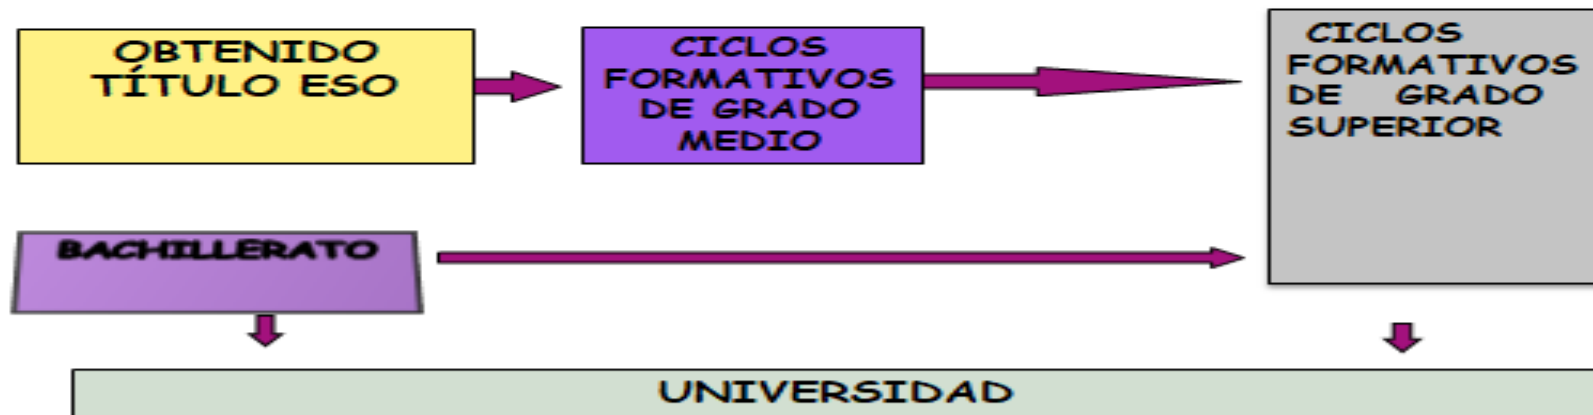 OBTENIDO
TÍTULO ESO
CICLOS
FORMATIVOS
DE GRADO
MEDIO
CICLOS
FORMATIVOS
DE GRADO
SUPERIOR
BACHILLERATO
UNIVERSIDAD